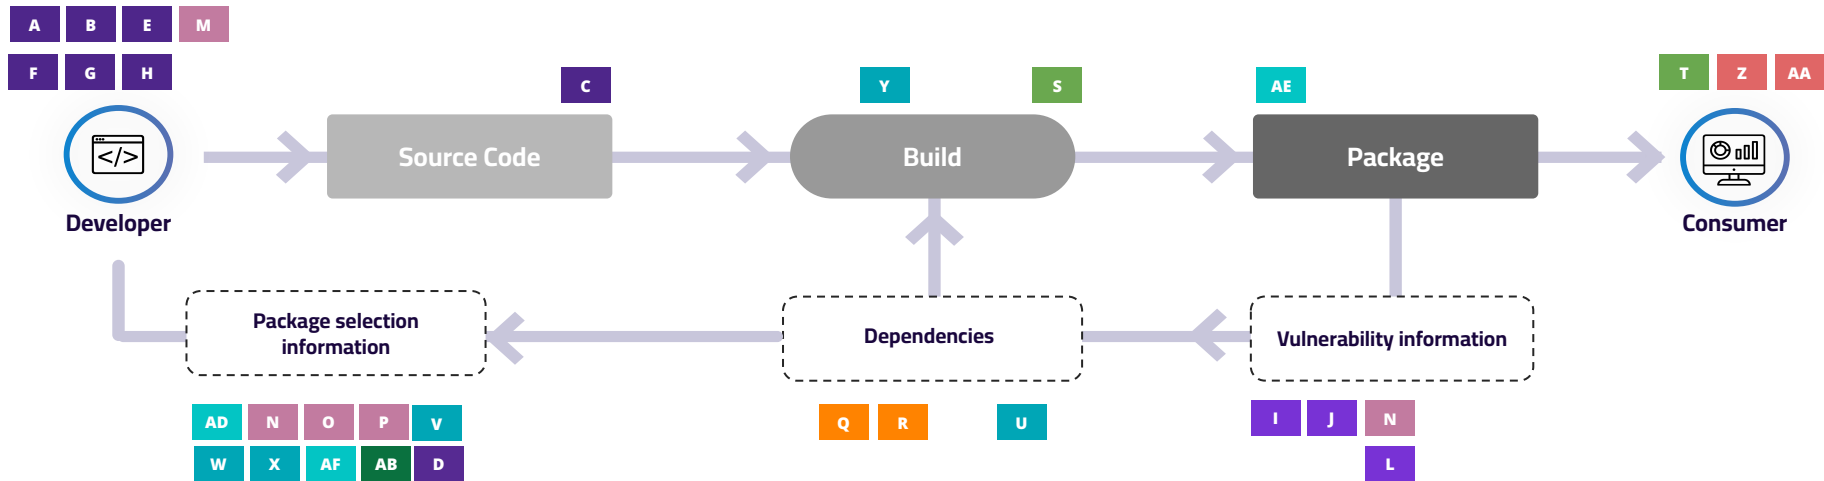 A B E M
F G H
C
Y
S
AE
T Z AA
</>
Source Code
Build
Package
Developer
Consumer
Package selection
information
Dependencies
Vulnerability information
AD N O P V
W X AF AB D
Q R
U
I J N
L